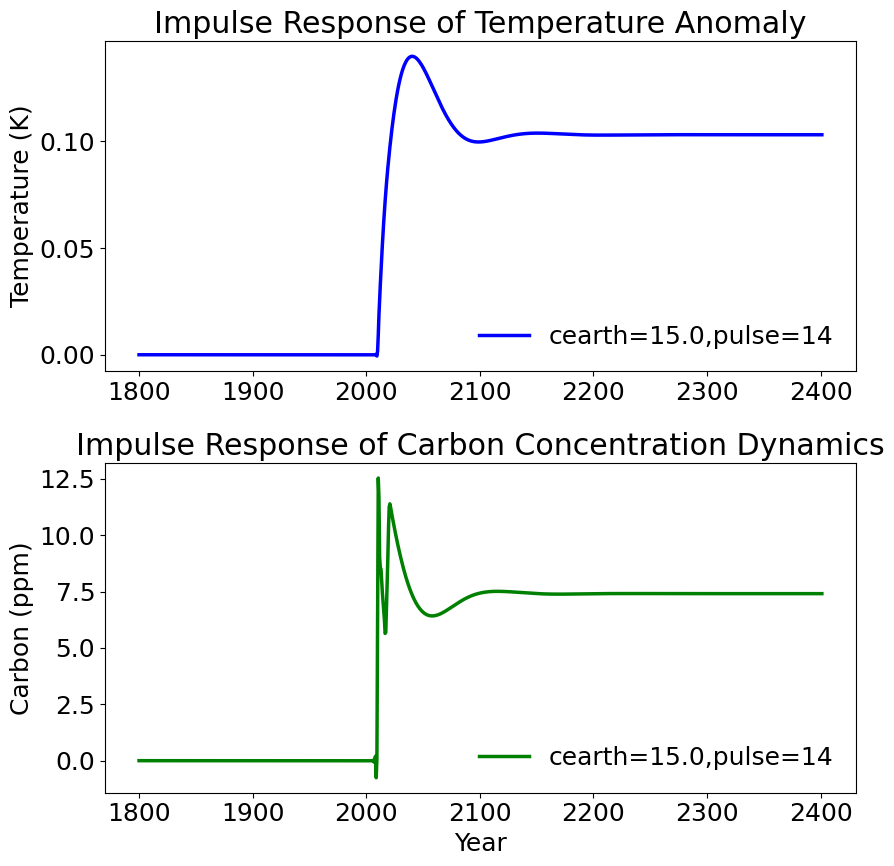 Impulse Response of Temperature Anomaly
Temperature (K)
0.10
0.05
0.00
cearth=15.0,pulse=14
1800 1900 2000 2100 2200 2300 2400
Impulse Response of Carbon Concentration Dynamics
Carbon (ppm)
12.5
10.0
7.5
5.0
2.5
0.0
cearth=15.0,pulse=14
1800 1900 2000 2100 2200 2300 2400
Year